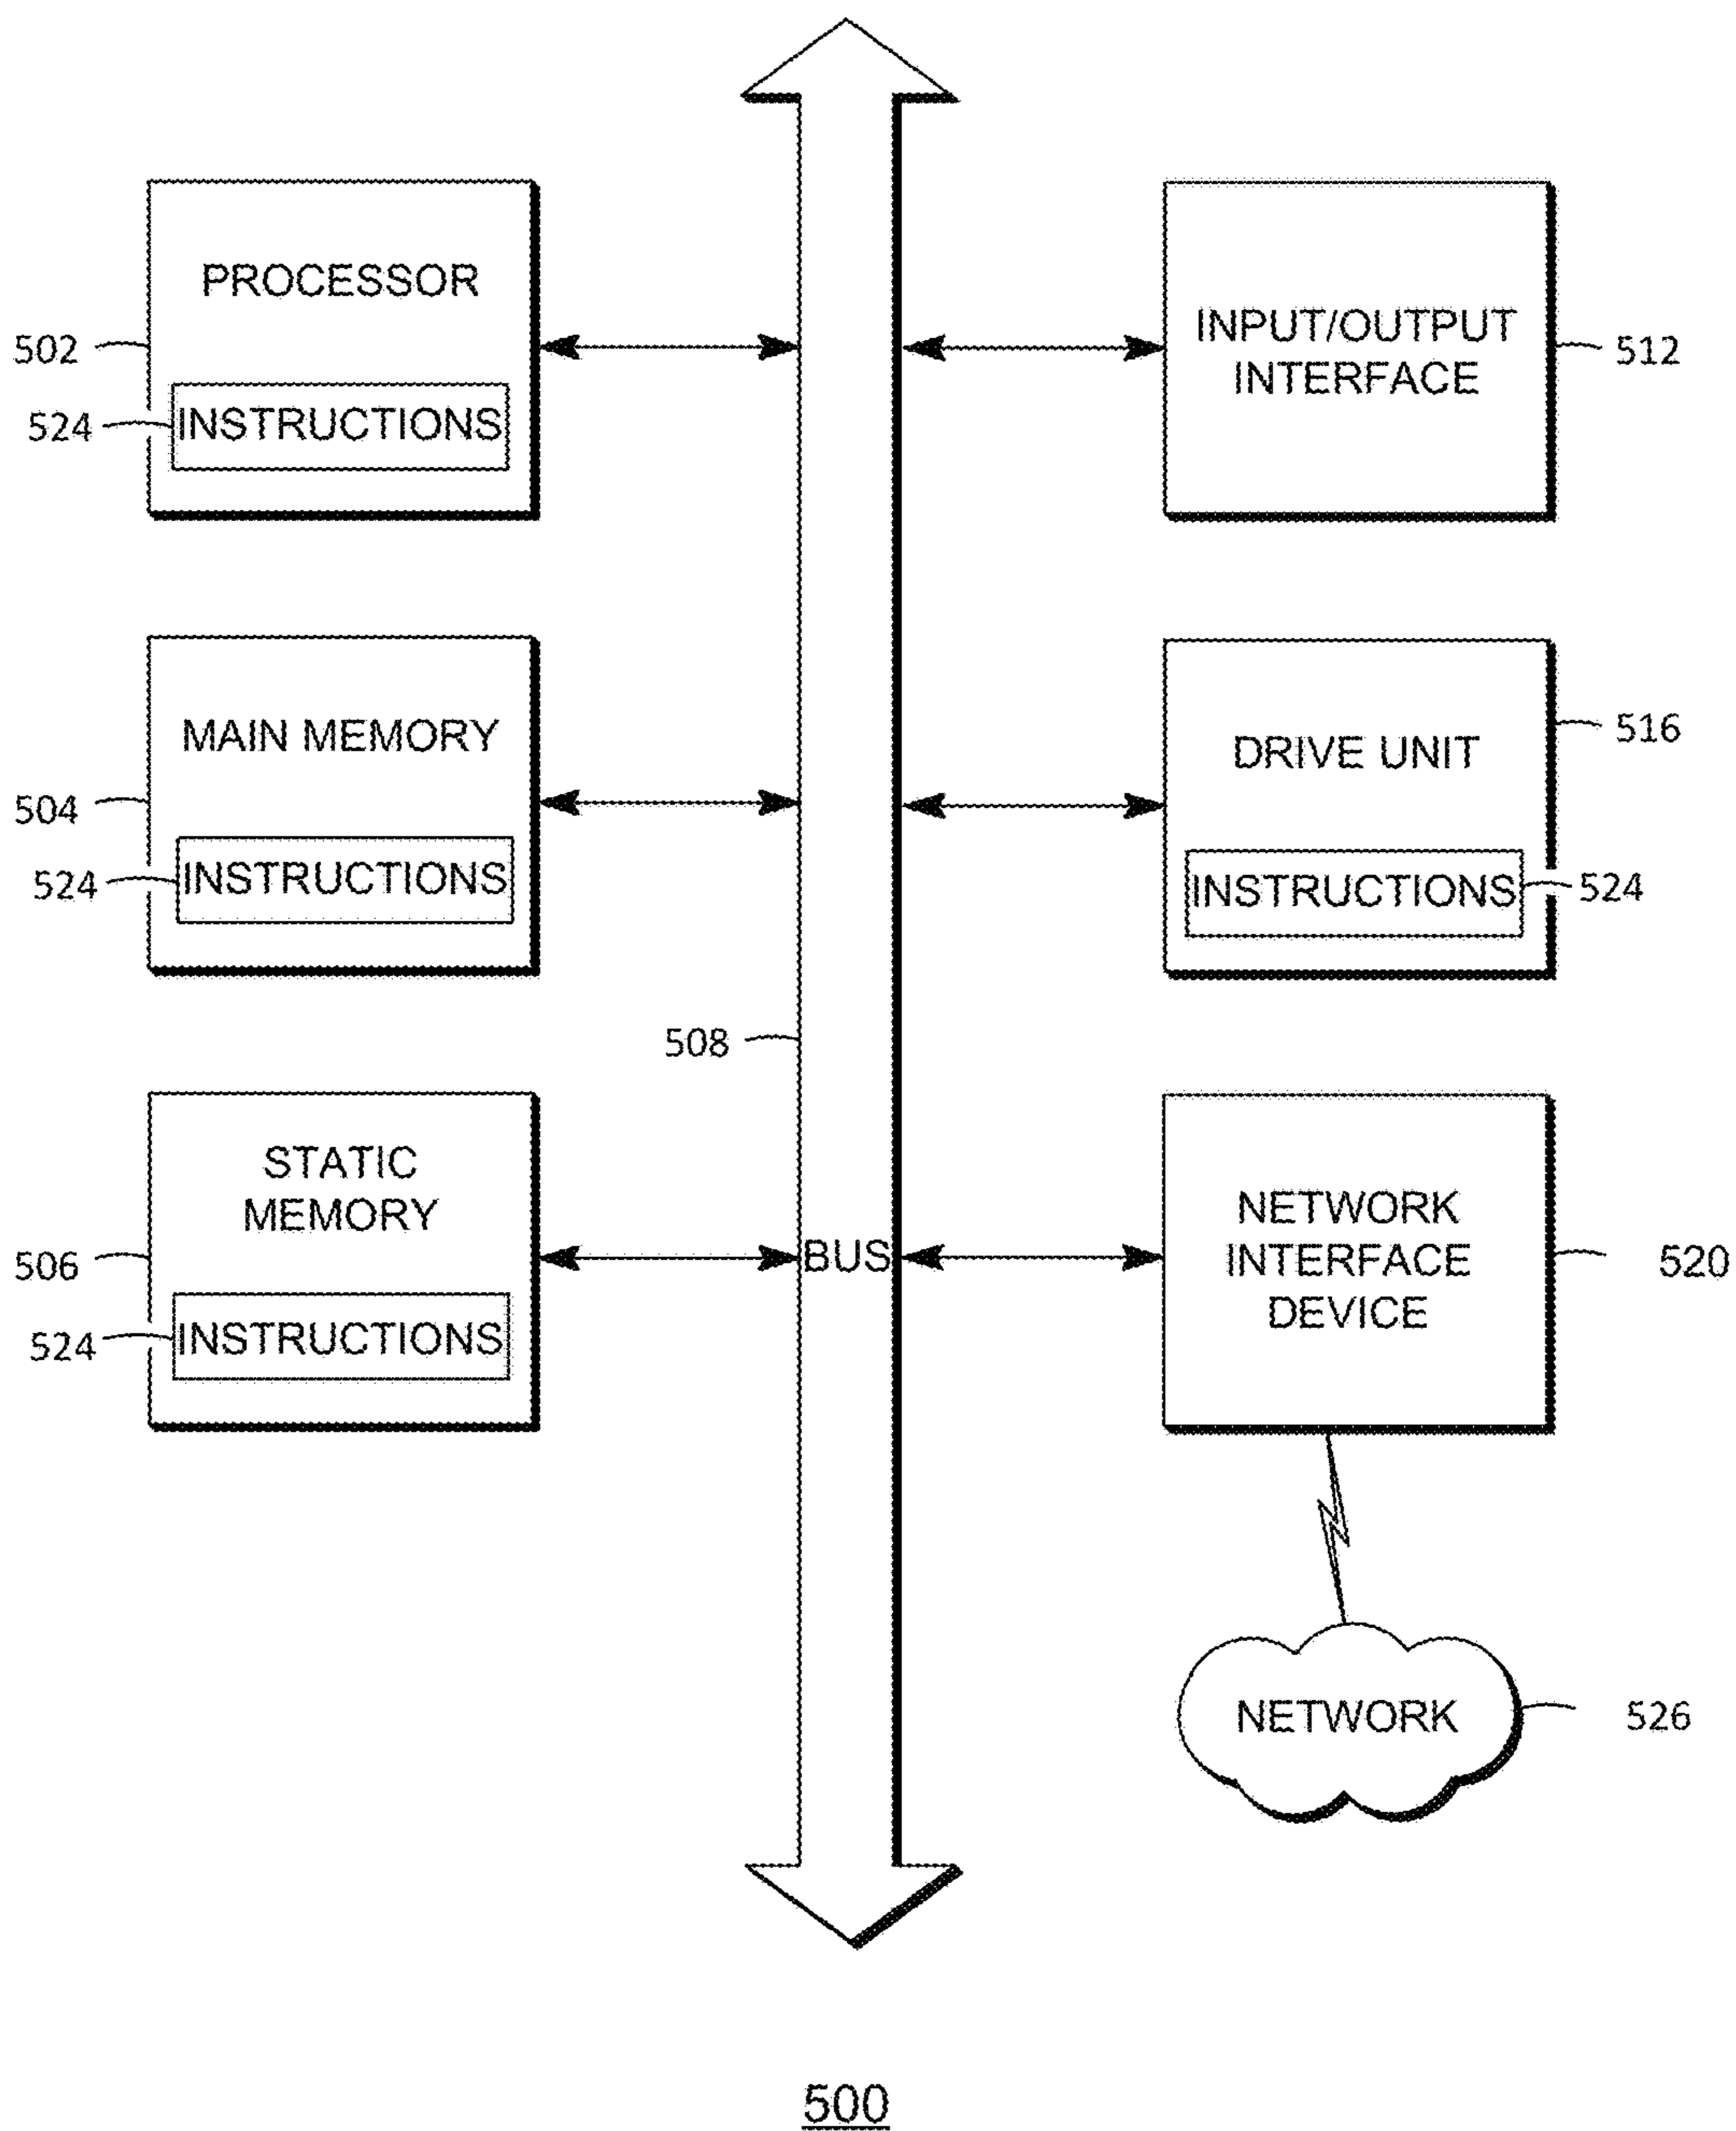 PROCESSOR
502
524
INSTRUCTIONS
INPUT/OUTPUT
INTERFACE
512
MAIN MEMORY
504
524
INSTRUCTIONS
DRIVE UNIT
516
INSTRUCTIONS
524
508
STATIC
MEMORY
506
524
INSTRUCTIONS
BUS
NETWORK
INTERFACE
DEVICE
520
NETWORK
526
500